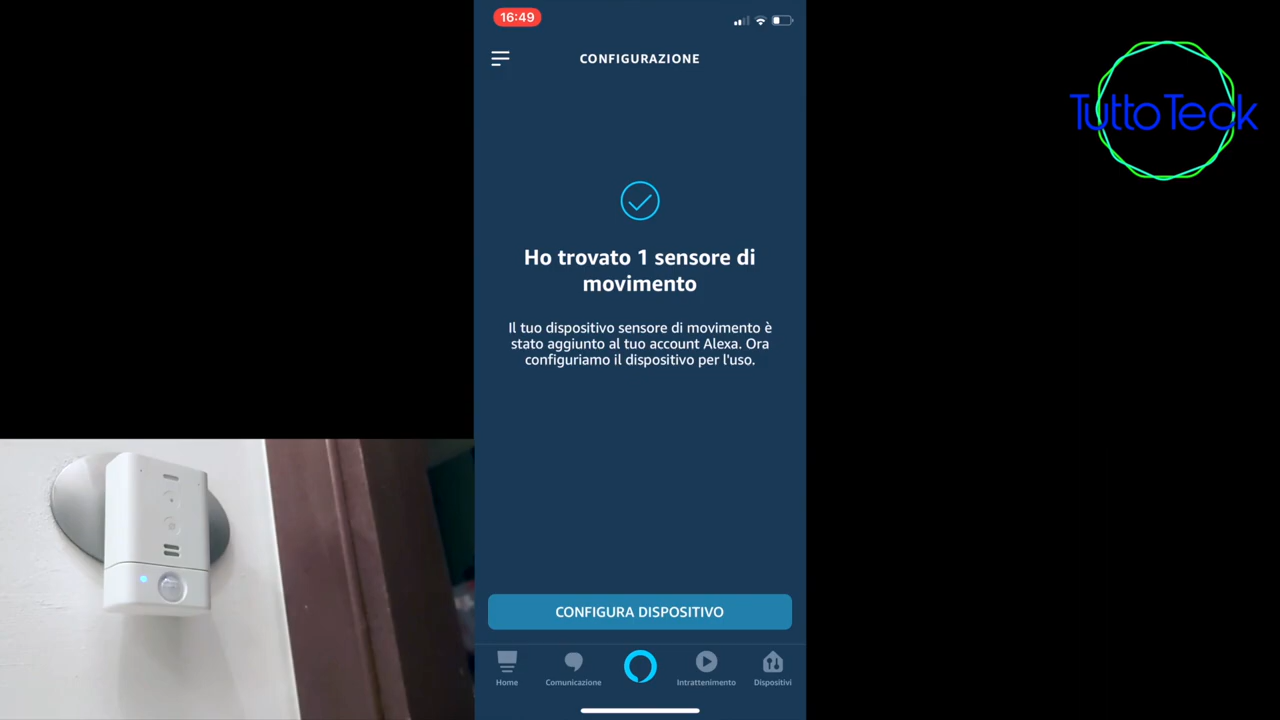 16:49
CONFIGURAZIONE
TuttoTeck
Ho trovato 1 sensore di
movimento
Il tuo dispositivo sensore di movimento è
stato aggiunto al tuo account Alexa. Ora
configuriamo il dispositivo per l'uso.
CONFIGURA DISPOSITIVO
Home
Comunicazione
Intrattenimento
Dispositivi